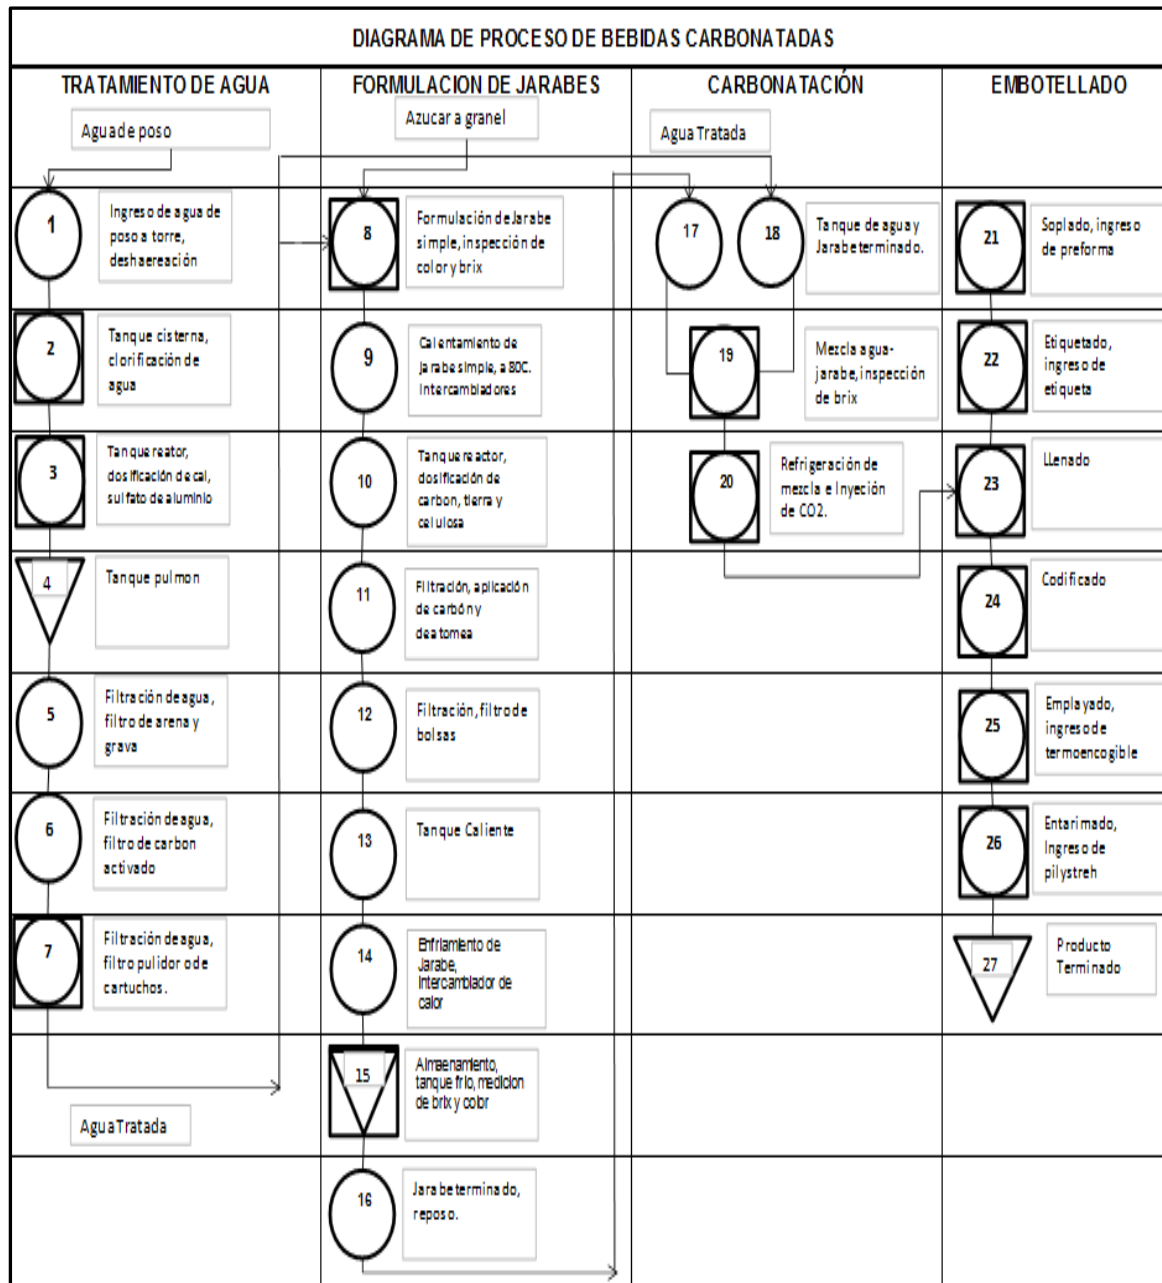 DIAGRAMA DE PROCESO DE BEBIDAS CARBONATADAS
TRATAMIENTO DE AGUA
Agua de poso
1
Ingreso de agua de
poso a torre,
deshaereación
2
Tanque cisterna,
clorificación de
agua
3
Tanque reator,
dosificación de cal,
sulfato de aluminio
4
Tanque pulmon
5
Filtración de agua,
filtro de arena y
grava
6
Filtración de agua,
filtro de carbon
activado
7
Filtración de agua,
filtro pulidor o de
cartuchos.
Agua Tratada
FORMULACION DE JARABES
Azucar a granel
8
Formulación de Jarabe
simple, inspección de
color y brix
9
Calentamiento de
jarabe simple, a 80C.
Intercambiadores
10
Tanque reactor,
dosificación de
carbon, tierra y
celulosa
11
Filtración, aplicación
de carbón y
deatomea
12
Filtración, filtro de
bolsas
13
Tanque Caliente
14
Enfriamiento de
Jarabe,
Intercambiador de
calor
15
Almaenamiento,
tanque frio, medicion
de brix y color
16
Jarabe terminado,
reposo.
CARBONATACIÓN
Agua Tratada
17
18
Tanque de agua y
Jarabe terminado.
19
Mezcla agua-
jarabe, inspección
de brix
20
Refrigeración de
mezcla e Inyeción
de CO2.
EMBOTELLADO
21
Soplado, ingreso
de preforma
22
Etiquetado,
ingreso de
etiqueta
23
LLenado
24
Codificado
25
Emplayado,
ingreso de
termoencogible
26
Entarimado,
Ingreso de
pilystreh
27
Producto
Terminado